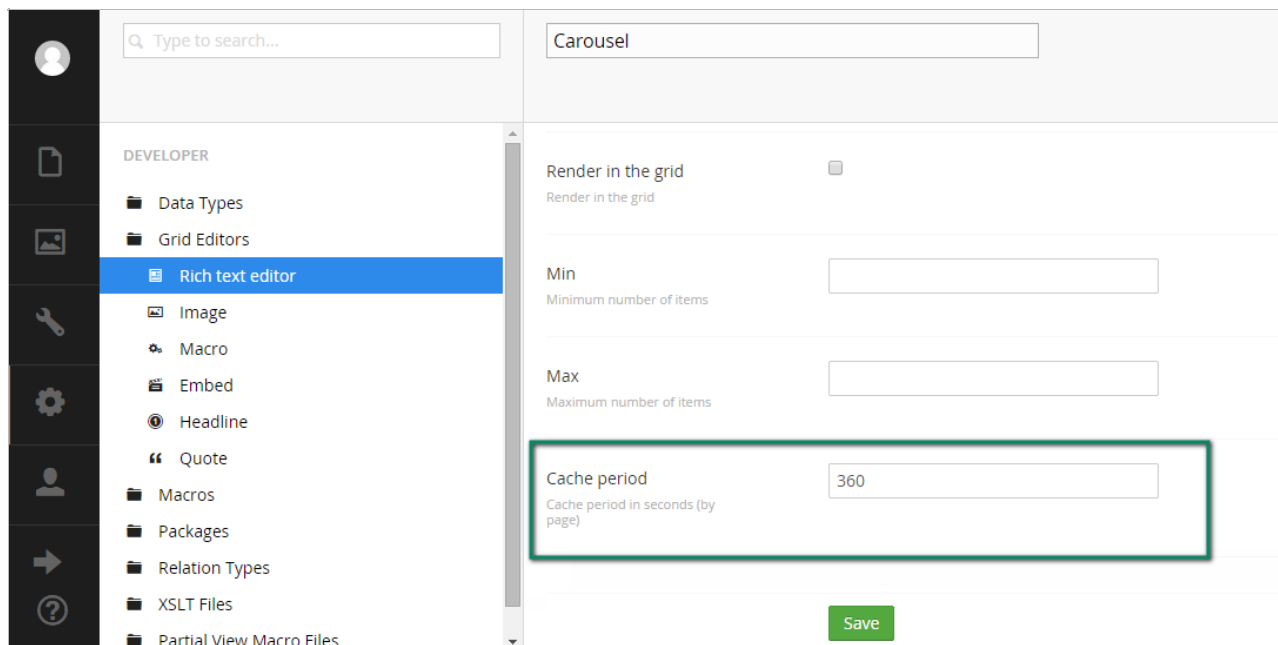 Type to search...
Carousel
DEVELOPER
Data Types
Grid Editors
Rich text editor
Image
Macro
Embed
Headline
Quote
Macros
Packages
Relation Types
XSLT Files
Partial View Macro Files
Render in the grid
Render in the grid
Min
Minimum number of items
Max
Maximum number of items
Cache period
360
Cache period in seconds (by
page)
Save